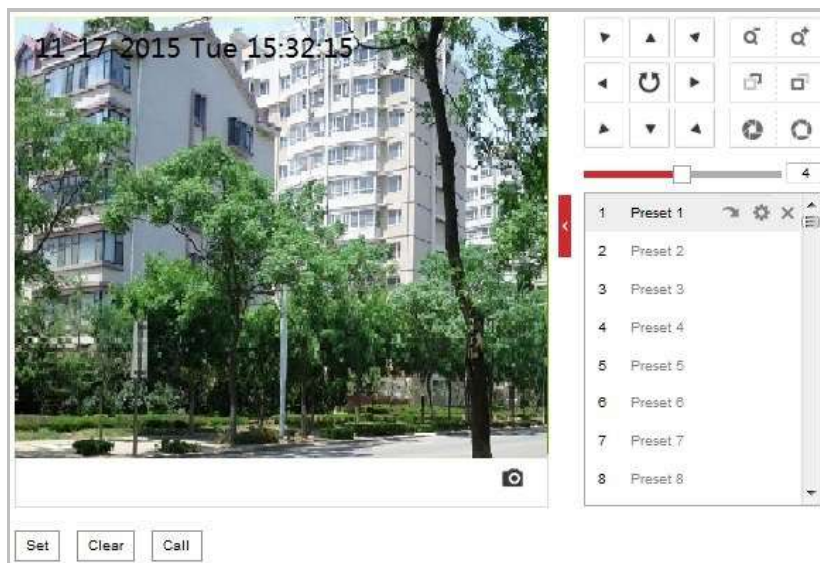 11-17-2015 Tue 15:32:15
4
1 Preset 1
2 Preset 2
3 Preset 3
4 Preset 4
5 Preset 5
6 Preset 6
7 Preset 7
8 Preset 8
Set Clear Call